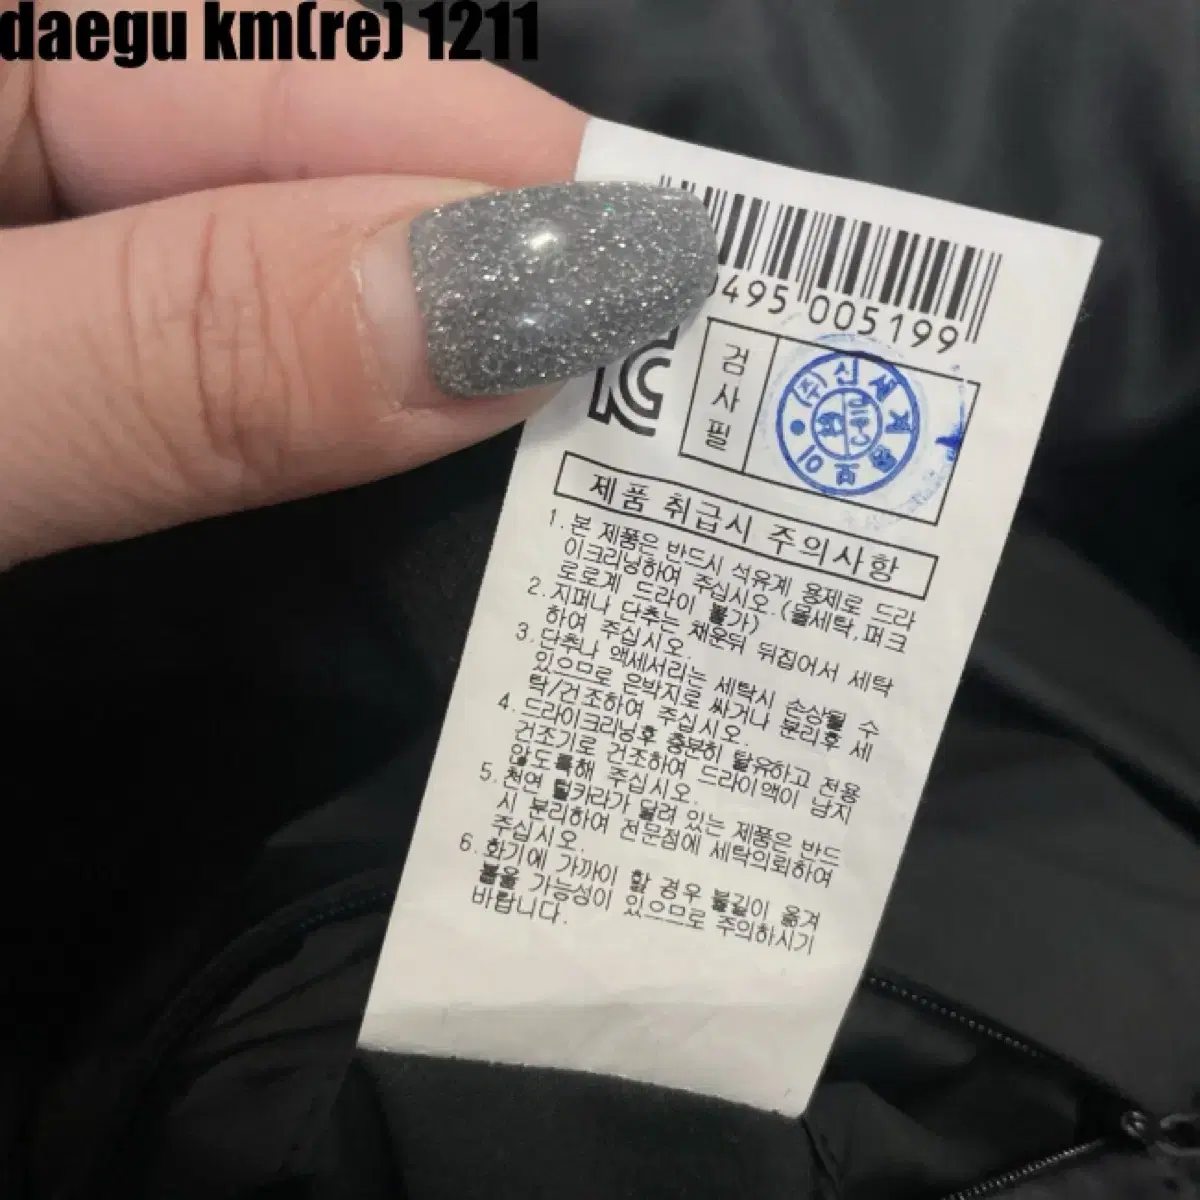 daegu km(re) 1211
495 005199
검사필
(주)신세계
제품 취급시 주의사항
1. 본 제품은 반드시 석유계 용제로 드라
이크리닝하여 주십시오.(물세탁,퍼크
로로계 드라이 불가)
2. 지퍼나 단추는 채운뒤 뒤집어서 세탁
하여 주십시오.
3. 단추나 액세서리는 세탁시 손상될 수
있으므로 은박지로 싸거나 분리후 세
탁/건조하여 주십시오.
4. 드라이크리닝후 충분히 탈유하고 전용
건조기로 건조하여 드라이액이 남지
않도록해 주십시오.
5. 천연 털카라가 달려 있는 제품은 반드
시 분리하여 전문점에 세탁의뢰하여
주십시오.
6. 화기에 가까이 할 경우 불길이 옮겨
붙을 가능성이 있으므로 주의하시기
바랍니다.